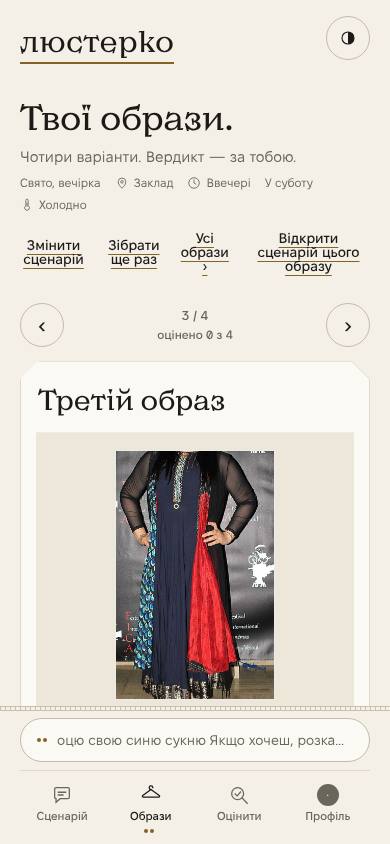 люстерко
Твої образи.
Чотири варіанти. Вердикт — за тобою.
Свято, вечірка Заклад Ввечері У суботу
Холодно
Змінити сценарій
Зібрати ще раз
Усі образи ›
Відкрити сценарій цього образу
‹
3 / 4
оцінено 0 з 4
›
Третій образ
оцю свою синю сукню Якщо хочеш, розка...
Сценарій Образи Оцінити Профіль